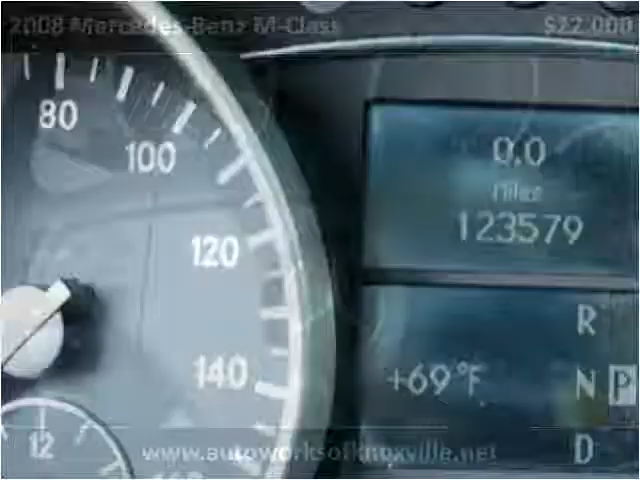 2008 Mercedes-Benz M-Class $22,000
80
100
120
140
160
12
0.0
Miles
123579
R
+69°F N P
D
www.autoworksofknoxville.net